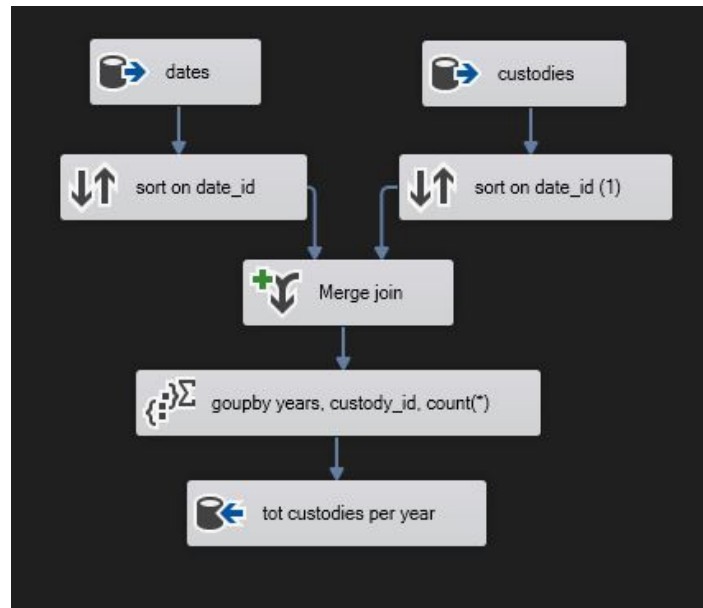 dates
custodies
sort on date_id
sort on date_id (1)
Merge join
goupby years, custody_id, count(*)
tot custodies per year